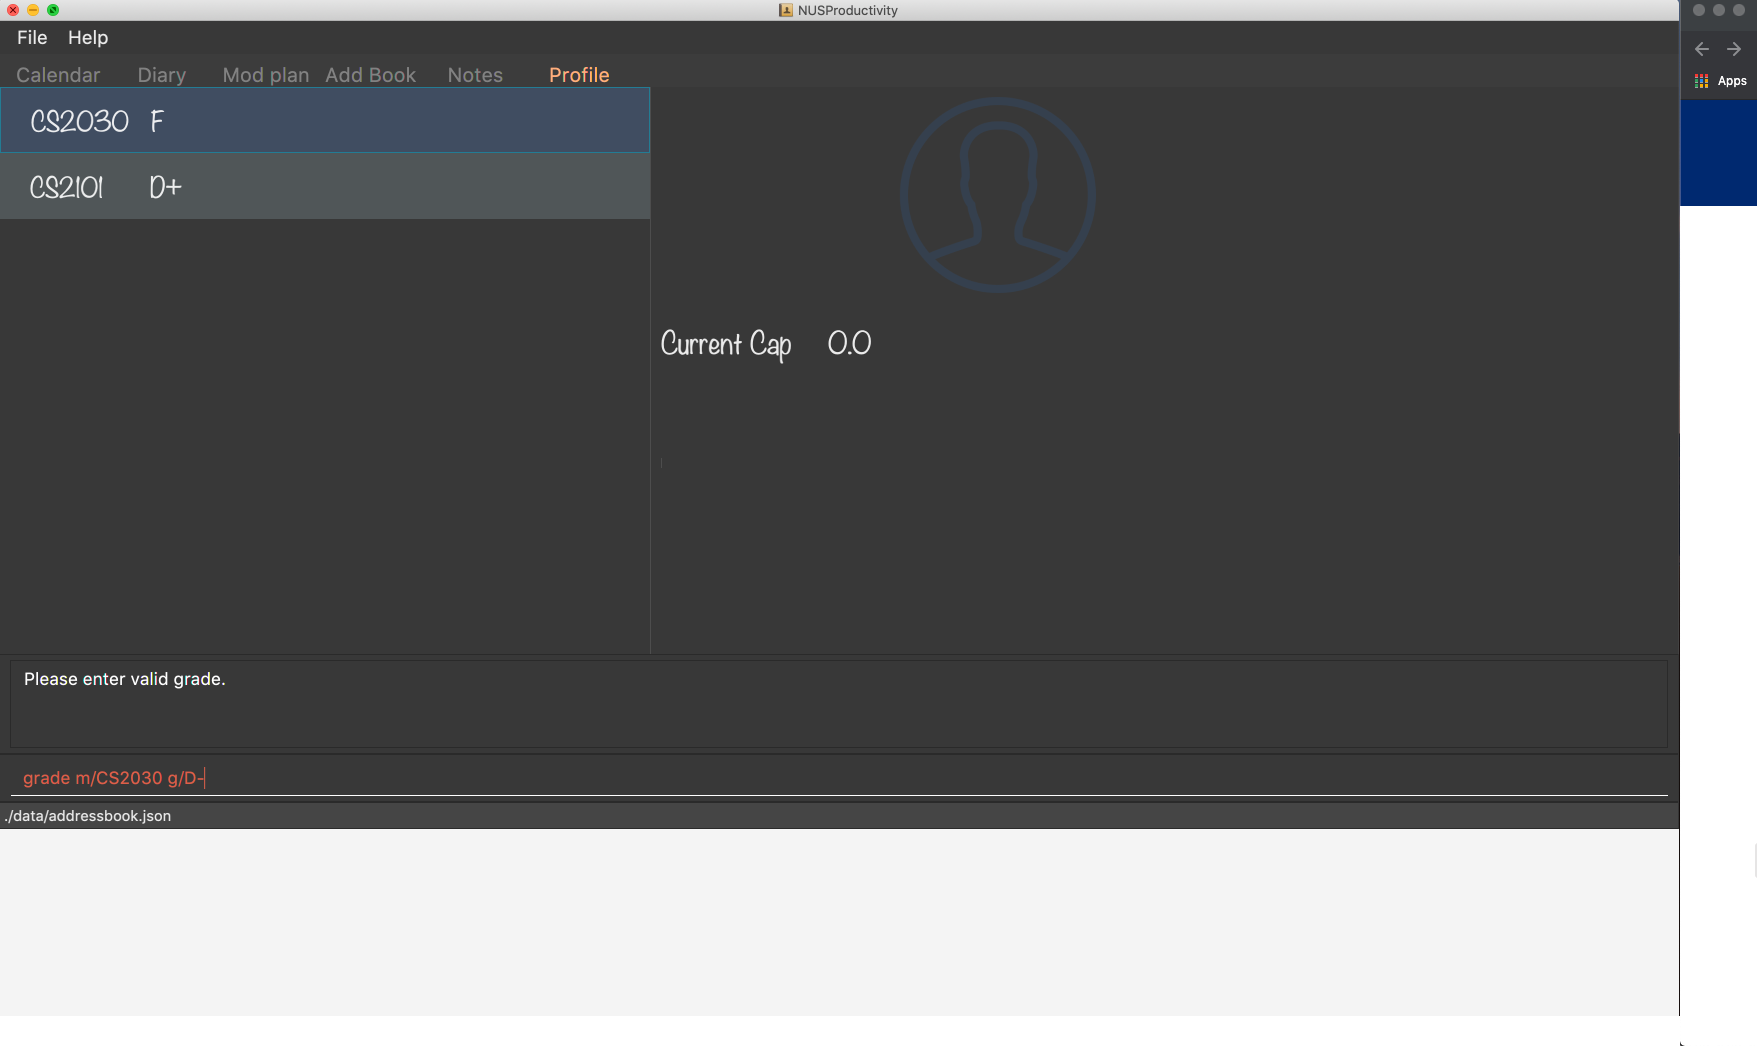 NUSProductivity
File Help
Calendar Diary Mod plan Add Book Notes Profile
Apps
CS2030 F
CS2101 D+
Current Cap 0.0
Please enter valid grade.
grade m/CS2030 g/D-
./data/addressbook.json